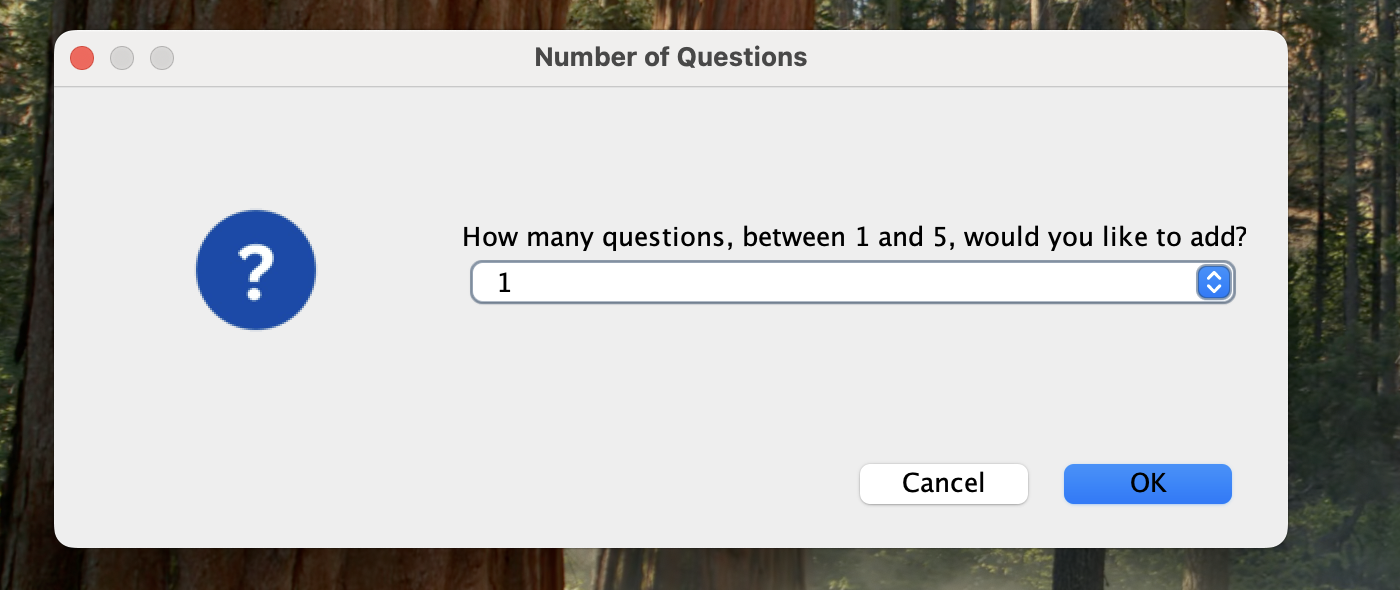 Number of Questions
?
How many questions, between 1 and 5, would you like to add?
1
Cancel
OK